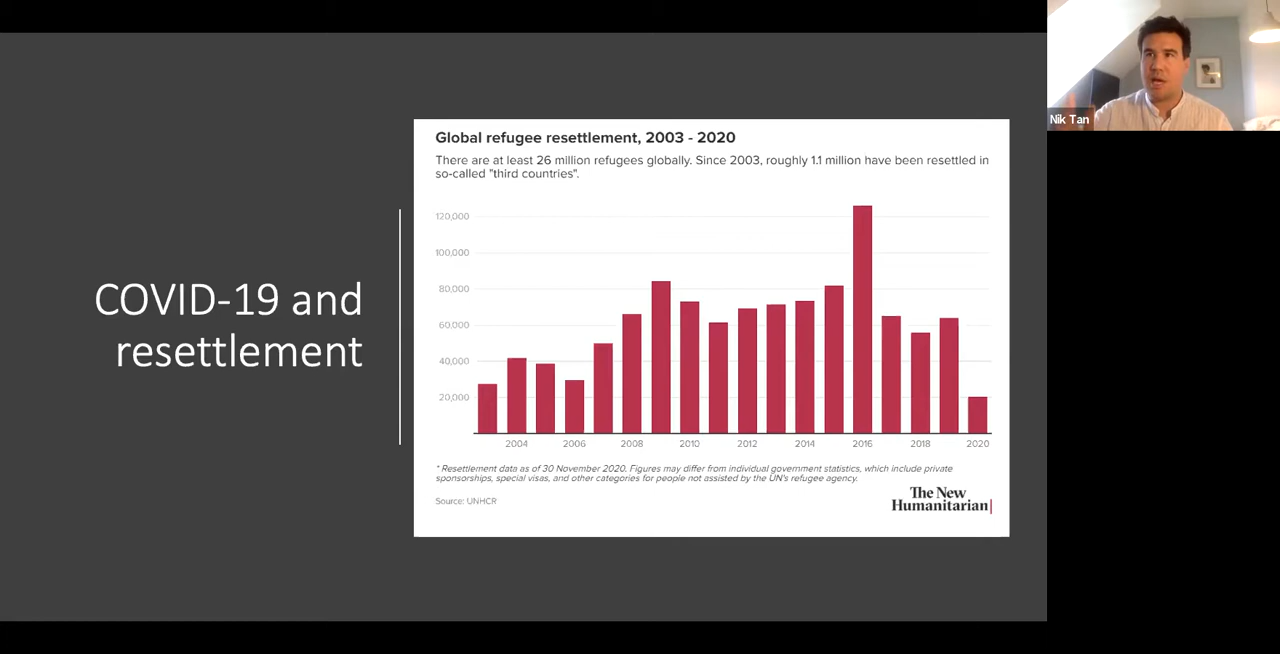 COVID-19 and
resettlement
Global refugee resettlement, 2003 - 2020
There are at least 26 million refugees globally. Since 2003, roughly 1.1 million have been resettled in
so-called "third countries".
120,000
100,000
80,000
60,000
40,000
20,000
2004 2006 2008 2010 2012 2014 2016 2018 2020
* Resettlement data as of 30 November 2020. Figures may differ from individual government statistics, which include private
sponsorships, special visas, and other categories for people not assisted by the UN's refugee agency.
Source: UNHCR
The New
Humanitarian
Nik Tan